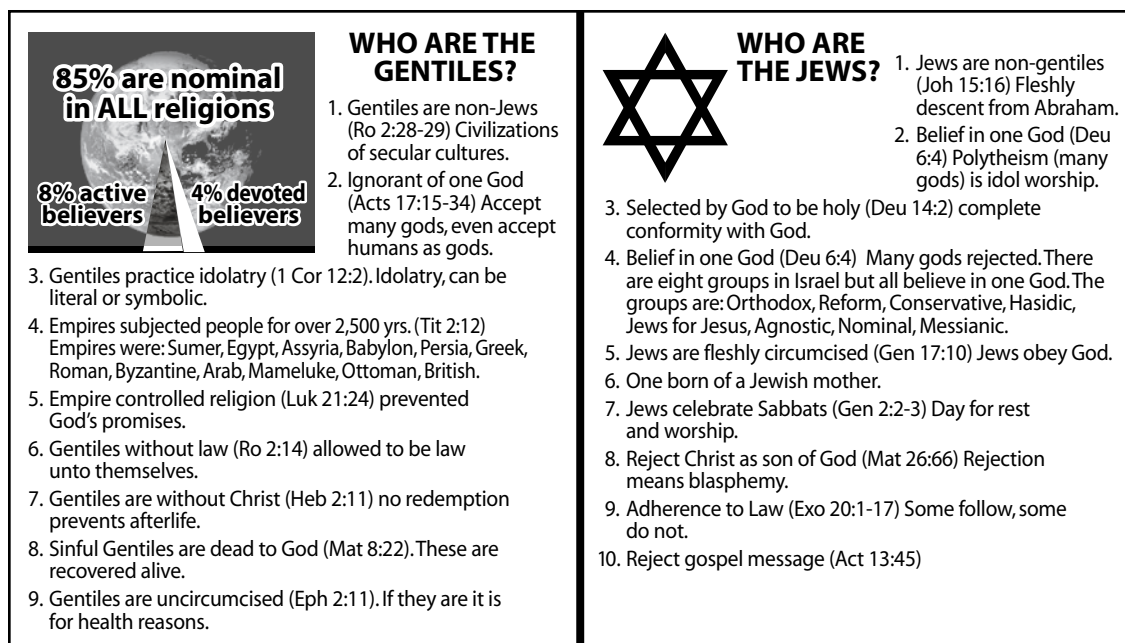 85% are nominal
in ALL religions
8% active
believers
4% devoted
believers
WHO ARE THE
GENTILES?
1. Gentiles are non-Jews
(Ro 2:28-29) Civilizations
of secular cultures.
2. Ignorant of one God
(Acts 17:15-34) Accept
many gods, even accept
humans as gods.
3. Gentiles practice idolatry (1 Cor 12:2). Idolatry, can be
literal or symbolic.
4. Empires subjected people for over 2,500 yrs. (Tit 2:12)
Empires were: Sumer, Egypt, Assyria, Babylon, Persia, Greek,
Roman, Byzantine, Arab, Mameluke, Ottoman, British.
5. Empire controlled religion (Luk 21:24) prevented
God's promises.
6. Gentiles without law (Ro 2:14) allowed to be law
unto themselves.
7. Gentiles are without Christ (Heb 2:11) no redemption
prevents afterlife.
8. Sinful Gentiles are dead to God (Mat 8:22). These are
recovered alive.
9. Gentiles are uncircumcised (Eph 2:11). If they are it is
for health reasons.
WHO ARE
THE JEWS?
1. Jews are non-gentiles
(Joh 15:16) Fleshly
descent from Abraham.
2. Belief in one God (Deu
6:4) Polytheism (many
gods) is idol worship.
3. Selected by God to be holy (Deu 14:2) complete
conformity with God.
4. Belief in one God (Deu 6:4) Many gods rejected. There
are eight groups in Israel but all believe in one God. The
groups are: Orthodox, Reform, Conservative, Hasidic,
Jews for Jesus, Agnostic, Nominal, Messianic.
5. Jews are fleshly circumcised (Gen 17:10) Jews obey God.
6. One born of a Jewish mother.
7. Jews celebrate Sabbats (Gen 2:2-3) Day for rest
and worship.
8. Reject Christ as son of God (Mat 26:66) Rejection
means blasphemy.
9. Adherence to Law (Exo 20:1-17) Some follow, some
do not.
10. Reject gospel message (Act 13:45)